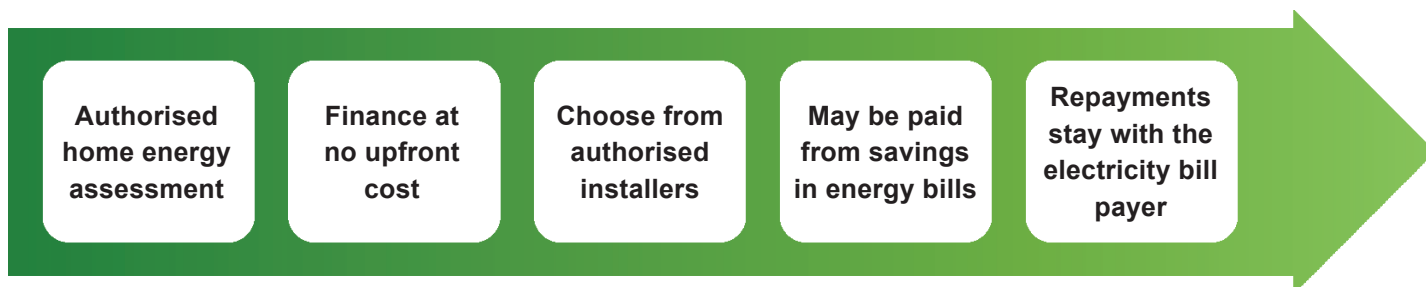 Authorised
home energy
assessment
Finance at
no upfront
cost
Choose from
authorised
installers
May be paid
from savings
in energy bills
Repayments
stay with the
electricity bill
payer